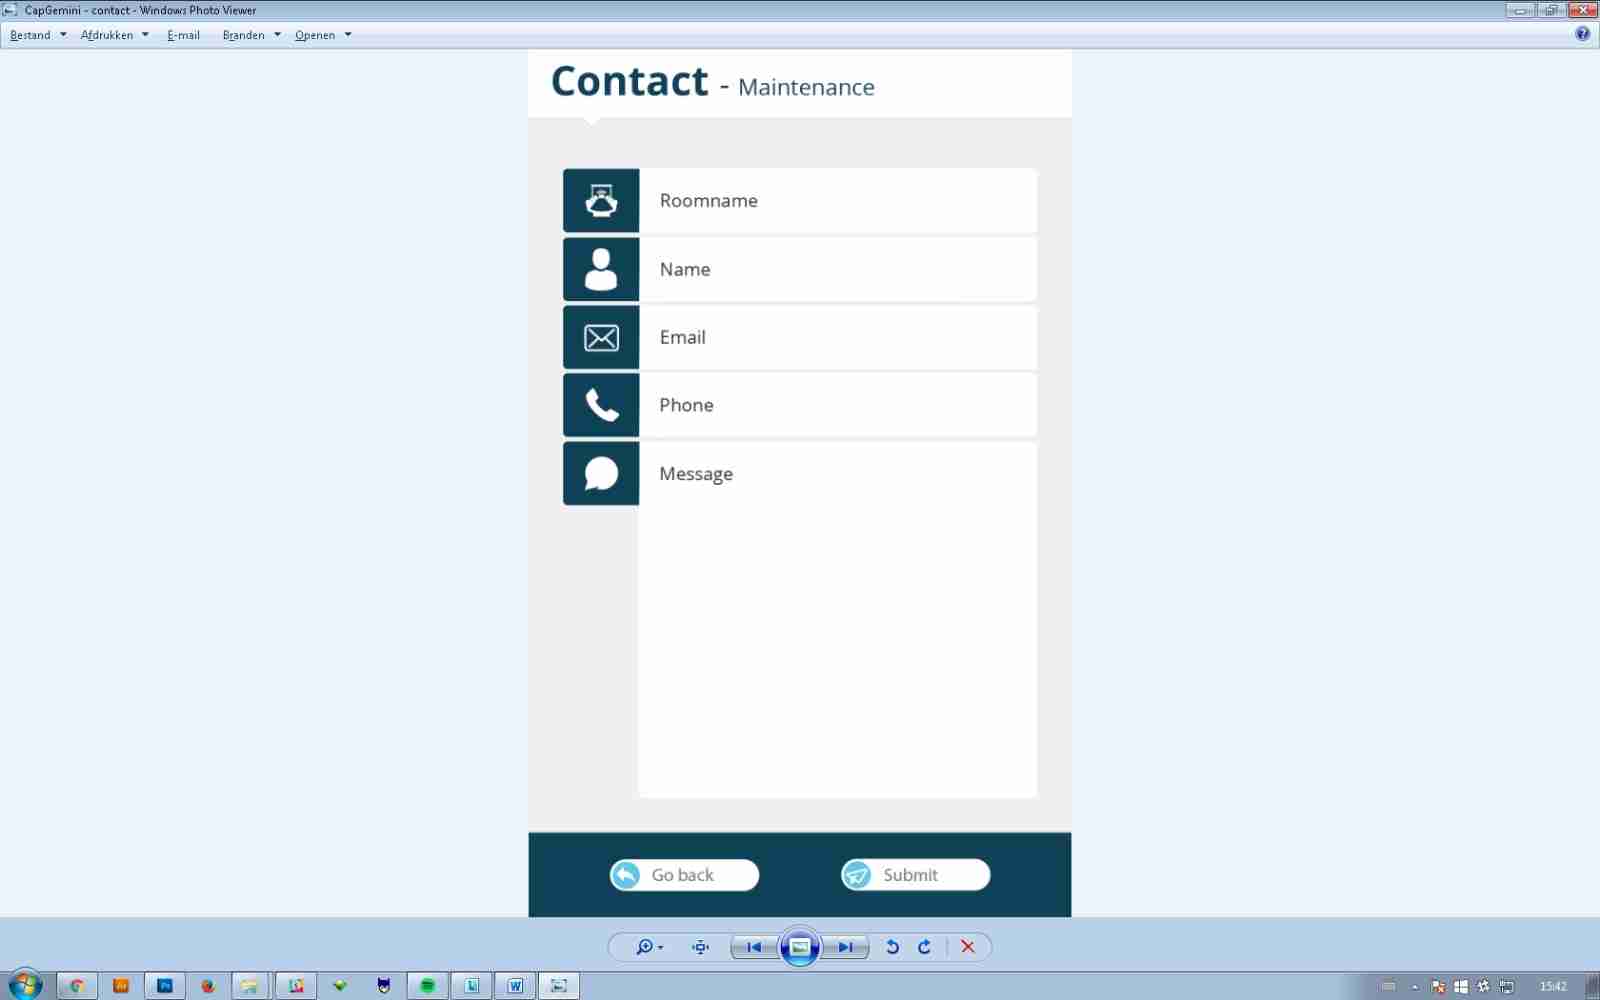 CapGemini - contact - Windows Photo Viewer
Bestand Afdrukken E-mail Branden Openen
Contact - Maintenance
Roomname
Name
Email
Phone
Message
Go back Submit
15:42